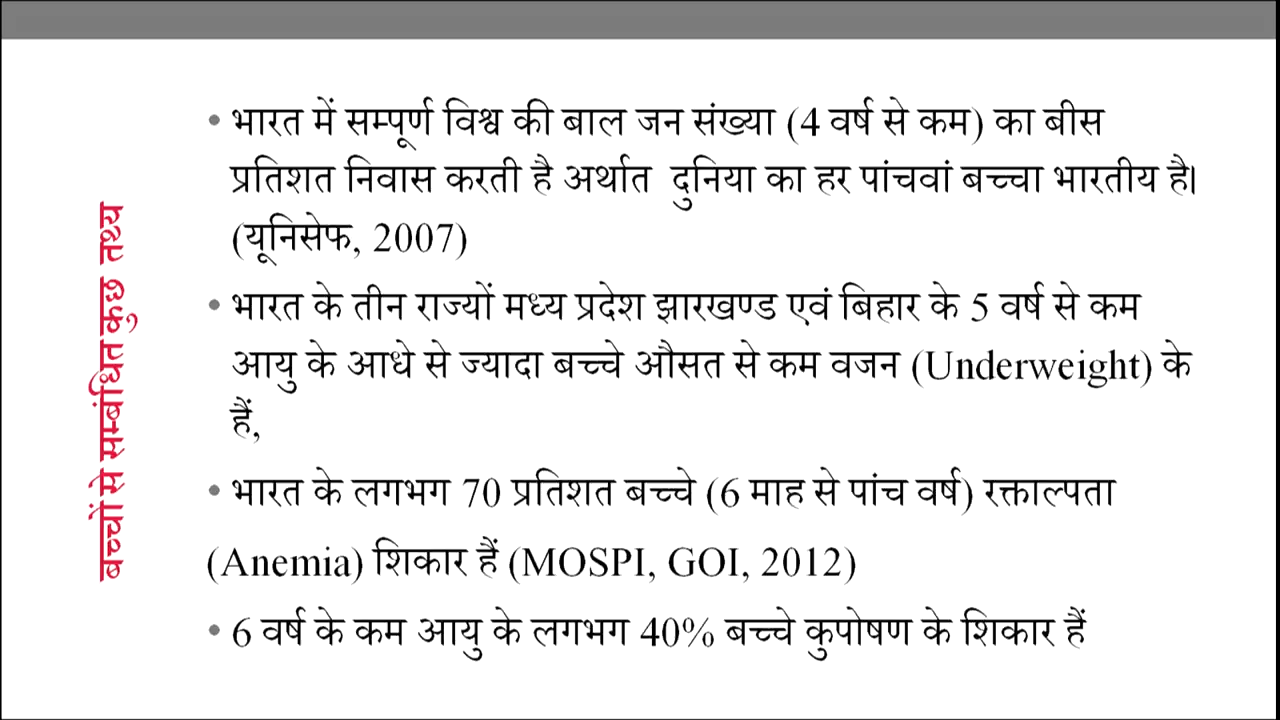 बच्चों से सम्बंधित कुछ तथ्य
• भारत में सम्पूर्ण विश्व की बाल जन संख्या (4 वर्ष से कम) का बीस
प्रतिशत निवास करती है अर्थात दुनिया का हर पांचवां बच्चा भारतीय है।
(यूनिसेफ, 2007)
• भारत के तीन राज्यों मध्य प्रदेश झारखण्ड एवं बिहार के 5 वर्ष से कम
आयु के आधे से ज्यादा बच्चे औसत से कम वजन (Underweight) के
हैं,
• भारत के लगभग 70 प्रतिशत बच्चे (6 माह से पांच वर्ष) रक्ताल्पता
(Anemia) शिकार हैं (MOSPI, GOI, 2012)
• 6 वर्ष के कम आयु के लगभग 40% बच्चे कुपोषण के शिकार हैं